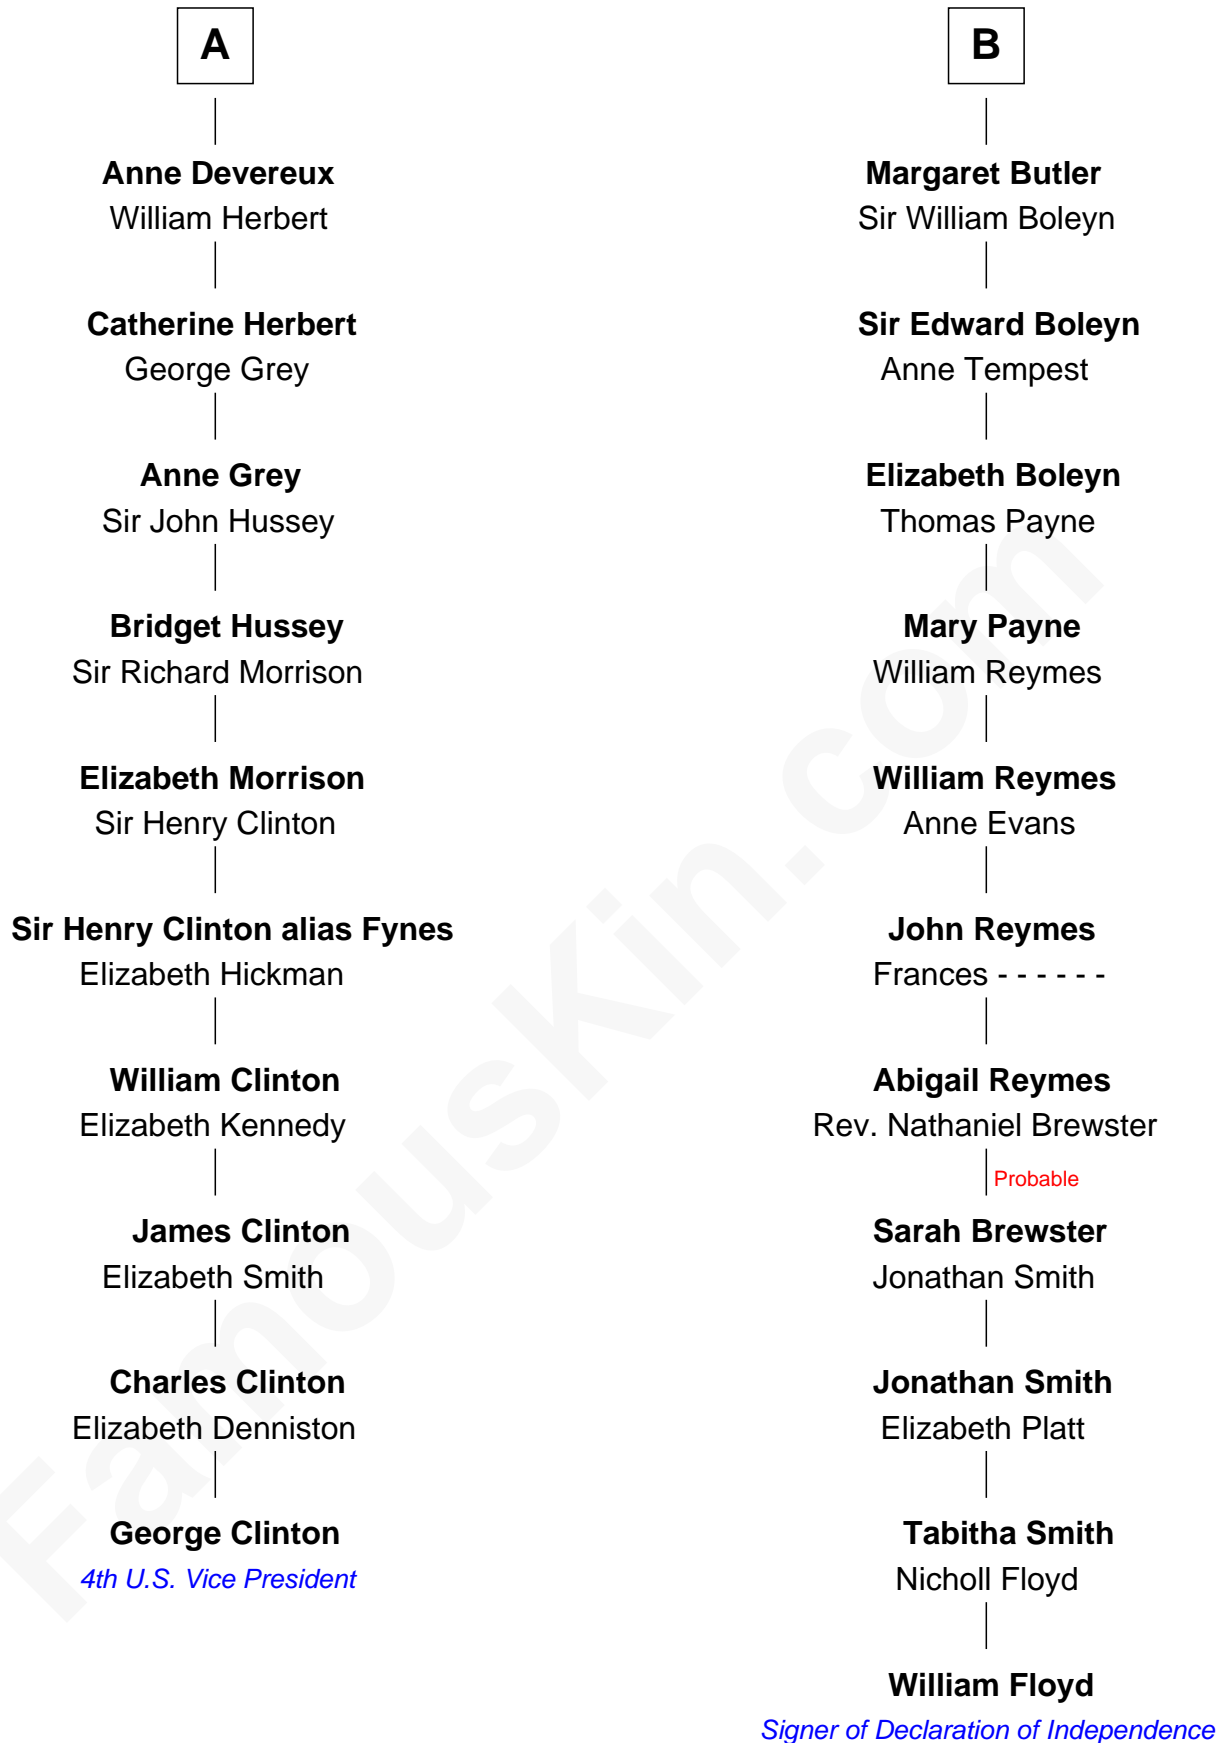 A
Anne Devereux
William Herbert
Catherine Herbert
George Grey
Anne Grey
Sir John Hussey
Bridget Hussey
Sir Richard Morrison
Elizabeth Morrison
Sir Henry Clinton
Sir Henry Clinton alias Fynes
Elizabeth Hickman
William Clinton
Elizabeth Kennedy
James Clinton
Elizabeth Smith
Charles Clinton
Elizabeth Denniston
George Clinton
4th U.S. Vice President
B
Margaret Butler
Sir William Boleyn
Sir Edward Boleyn
Anne Tempest
Elizabeth Boleyn
Thomas Payne
Mary Payne
William Reymes
William Reymes
Anne Evans
John Reymes
Frances - - - - - -
Abigail Reymes
Rev. Nathaniel Brewster
Probable
Sarah Brewster
Jonathan Smith
Jonathan Smith
Elizabeth Platt
Tabitha Smith
Nicholl Floyd
William Floyd
Signer of Declaration of Independence
FamousKin.com